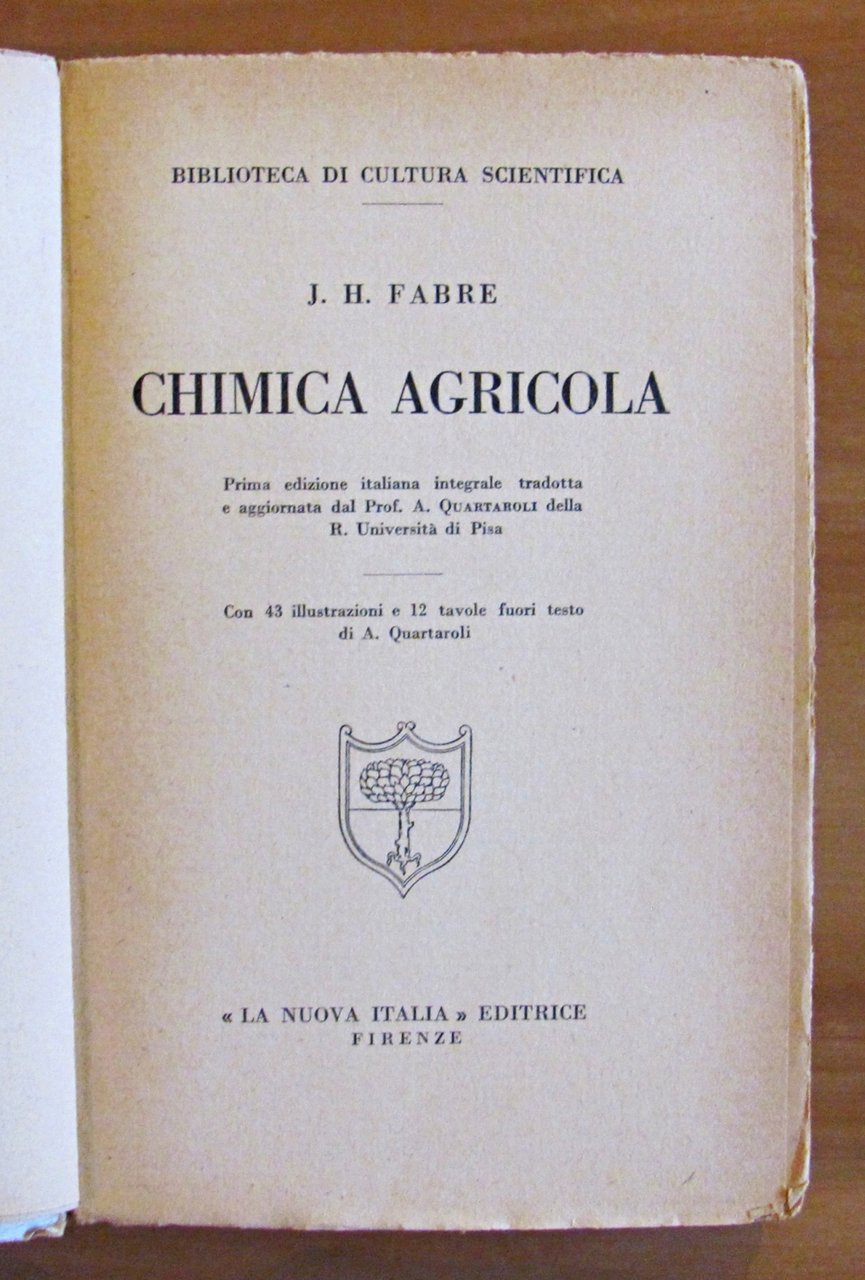 BIBLIOTECA DI CULTURA SCIENTIFICA
J. H. FABRE
CHIMICA AGRICOLA
Prima edizione italiana integrale tradotta
e aggiornata dal Prof. A. QUARTAROLI della
R. Università di Pisa
Con 43 illustrazioni e 12 tavole fuori testo
di A. Quartaroli
« LA NUOVA ITALIA » EDITRICE
FIRENZE